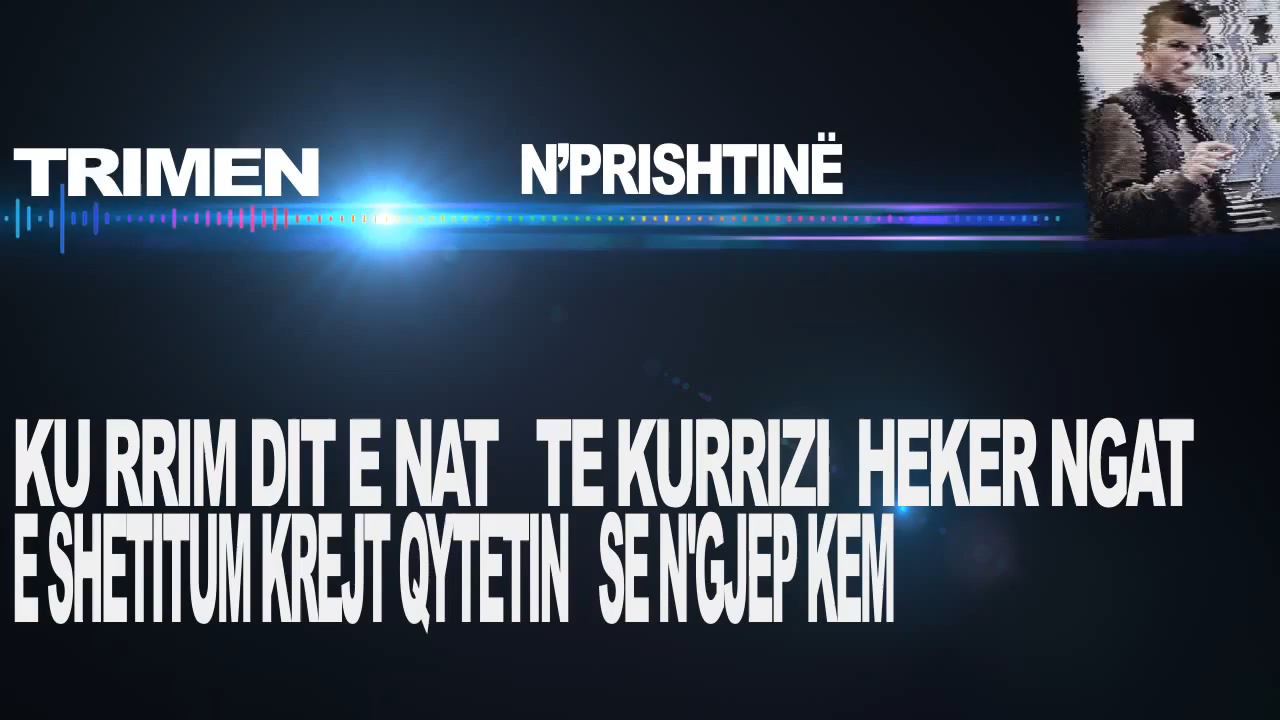 TRIMEN
N’PRISHTINË
KU RRIM DIT E NAT TE KURRIZI HEKER NGAT
E SHETITUM KREJT QYTETIN SE N'GJEP KEM